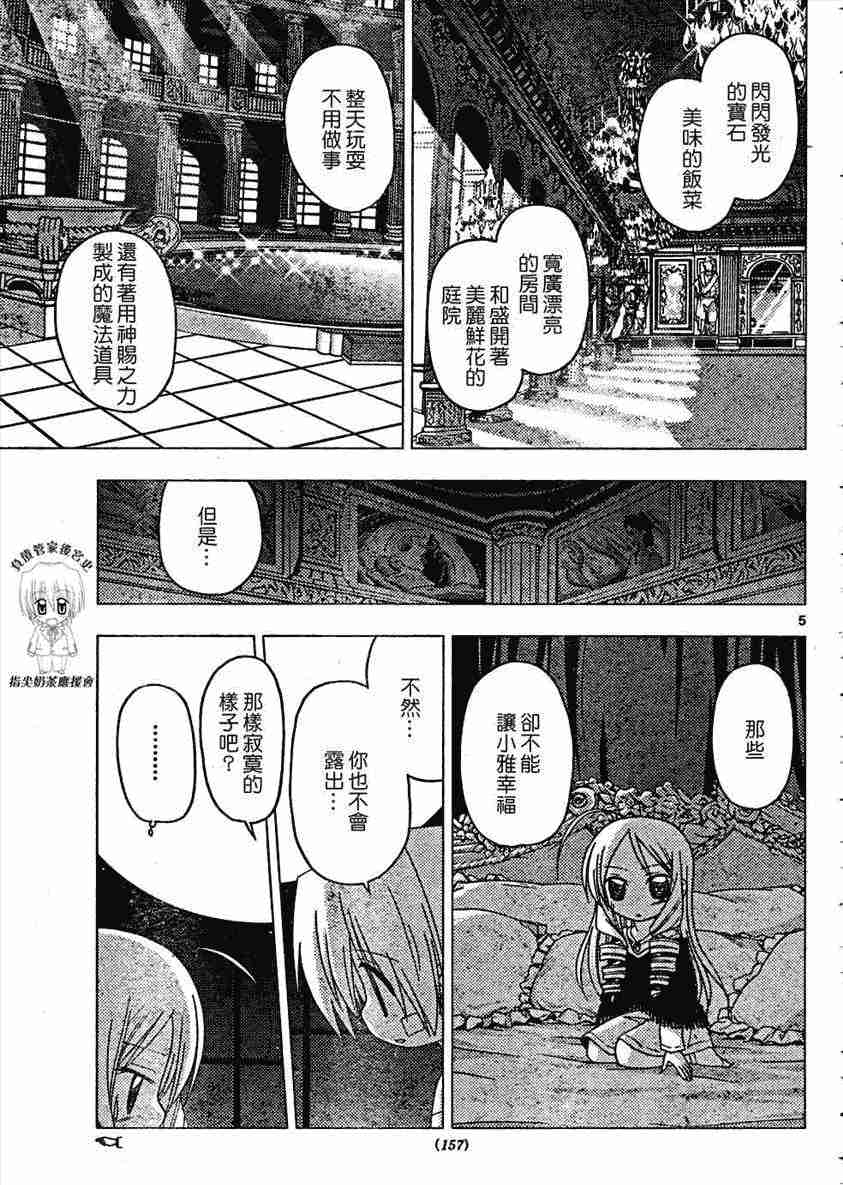 閃閃發光
的寶石
美味的飯菜
寬廣漂亮
的房間
和盛開著
美麗鮮花的
庭院
整天玩耍
不用做事
還有著用神賜之力
製成的魔法道具
但是…
5
那些
卻不能
讓小雅幸福
不然…
你也不會
露出…
那樣寂寞的
樣子吧？
………
負債管家後宮史
指尖奶茶應援會
(157)